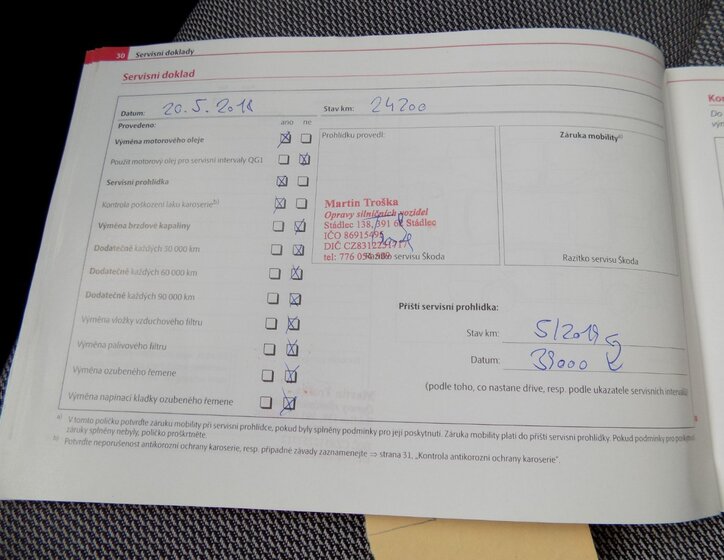 30 Servisní doklady
Servisní doklad
Datum: 20.5.2018 Stav km: 24200
Provedeno: ano ne
Výměna motorového oleje
Použit motorový olej pro servisní intervaly QG1
Servisní prohlídka
Kontrola poškození laku karoserie b)
Výměna brzdové kapaliny
Dodatečně každých 30 000 km
Dodatečně každých 60 000 km
Dodatečně každých 90 000 km
Výměna vložky vzduchového filtru
Výměna palivového filtru
Výměna ozubeného řemene
Výměna napínací kladky ozubeného řemene
Prohlídku provedl:
Martin Troška
Opravy silničních vozidel
Stádlec 138, 391 62 Stádlec
IČO 86915495
DIČ
tel: 776
Razítko servisu Škoda
Záruka mobility a)
Razítko servisu Škoda
Příští servisní prohlídka:
Stav km: 5/2019
Datum: 39000
(podle toho, co nastane dříve, resp. podle ukazatele servisních intervalů)
a) V tomto políčku potvrďte záruku mobility při servisní prohlídce, pokud byly splněny podmínky pro její poskytnutí. Záruka mobility platí do příští servisní prohlídky. Pokud podmínky pro
záruky splněny nebyly, políčko proškrtněte.
b) Potvrďte neporušenost antikorozní ochrany karoserie, resp. případné závady zaznamenejte ⇒ strana 31, „Kontrola antikorozní ochrany karoserie“.
Do